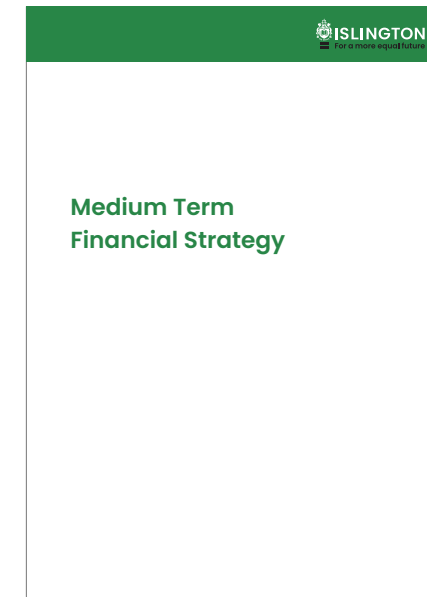 ISLINGTON
For a more equal future
Medium Term
Financial Strategy